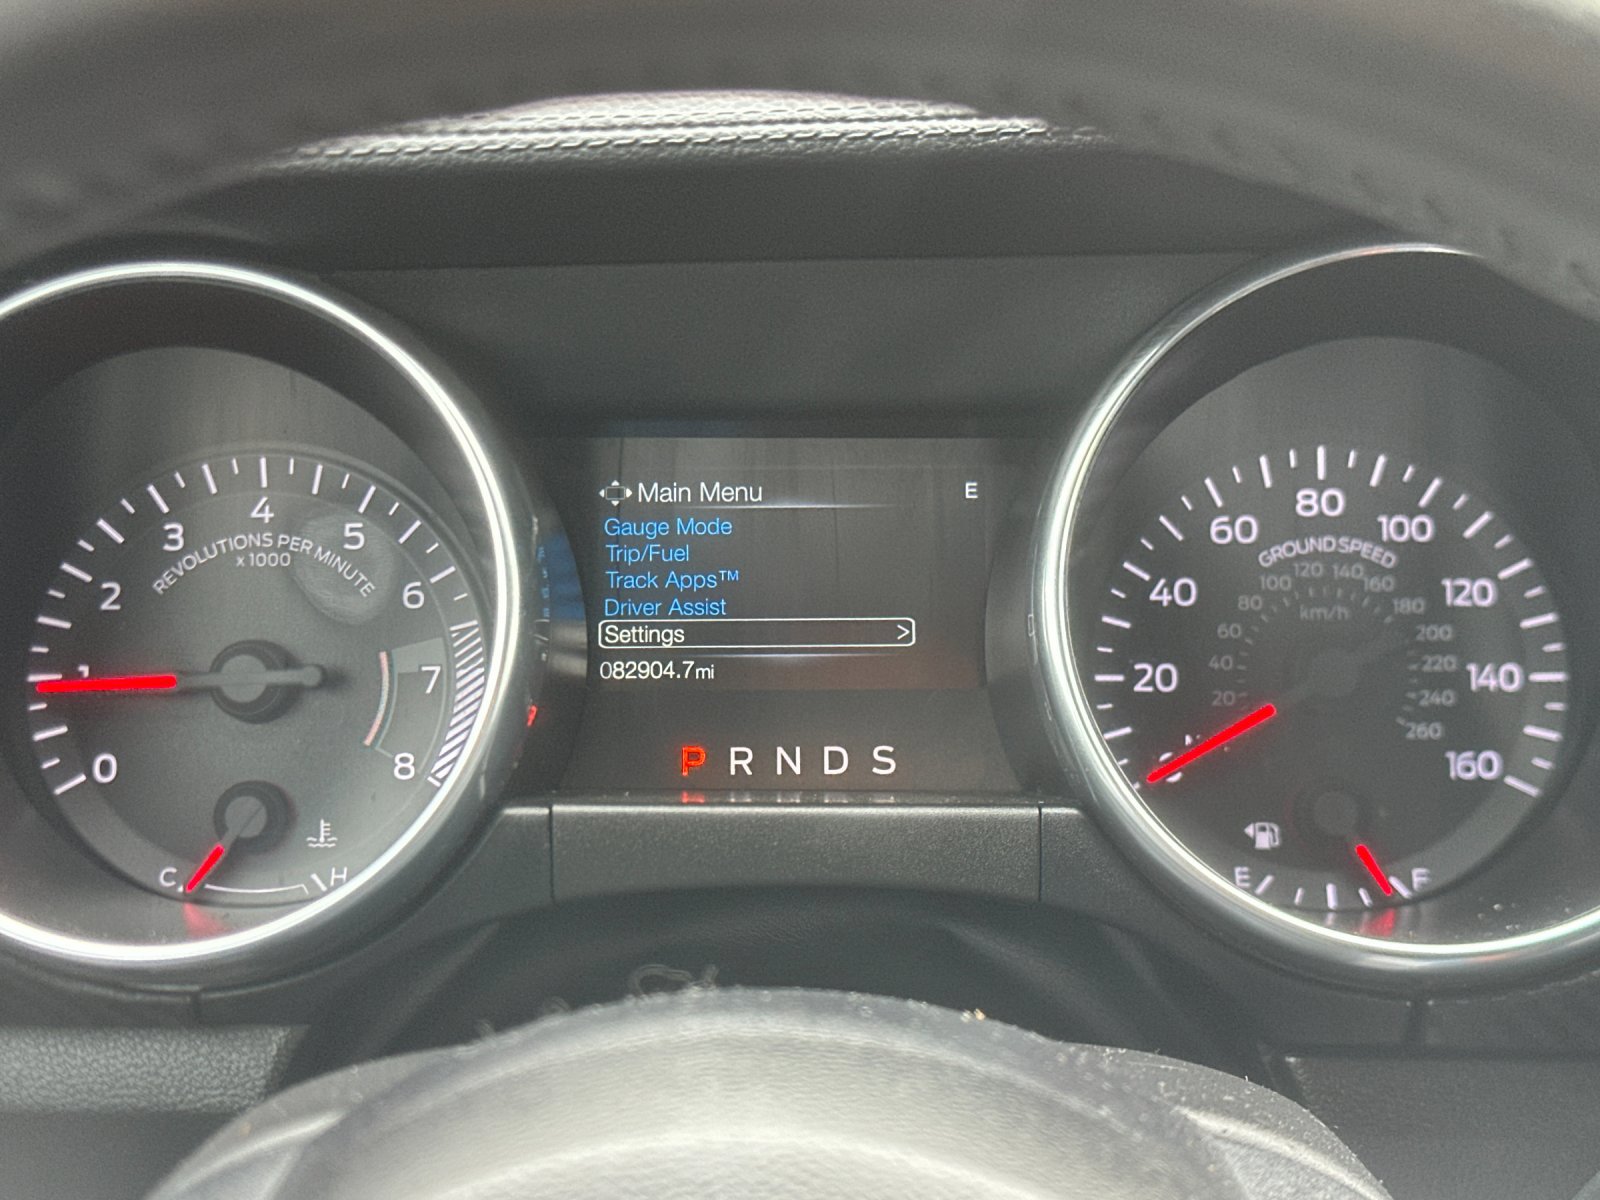 0
1
2
3
4
5
6
7
8
REVOLUTIONS PER MINUTE
x 1000
C
H
Main Menu
E
Gauge Mode
Trip/Fuel
Track Apps™
Driver Assist
Settings >
082904.7mi
P R N D S
20
40
60
80
100
120
140
160
GROUND SPEED
20
40
60
80
100
120
140
160
180
200
220
240
260
km/h
E
F